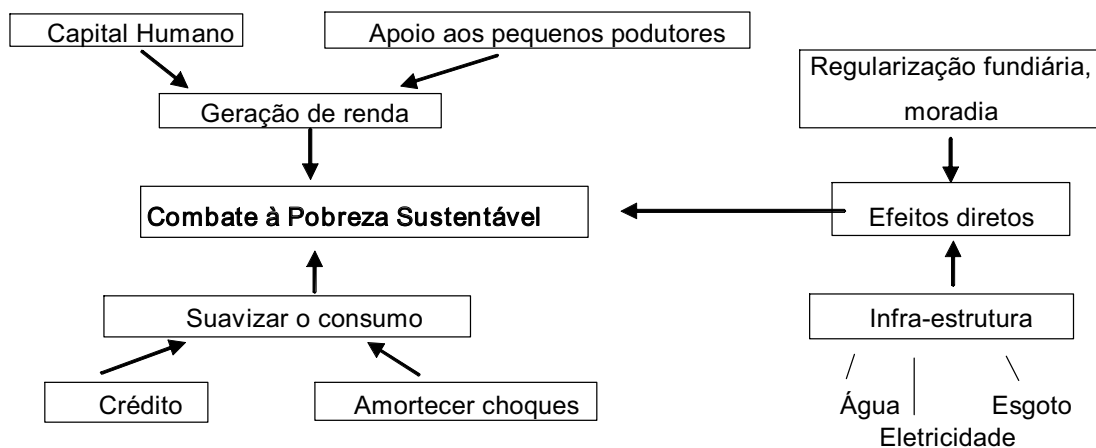 Capital Humano
Apoio aos pequenos podutores
Regularização fundiária,
moradia
Geração de renda
Combate à Pobreza Sustentável
Efeitos diretos
Suavizar o consumo
Infra-estrutura
Crédito
Amortecer choques
Água
Esgoto
Eletricidade